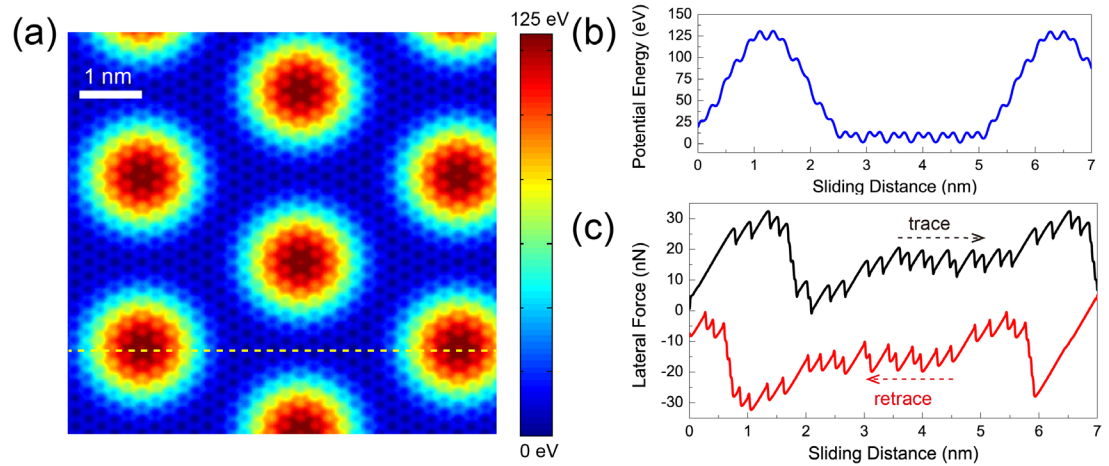 (a)
1 nm
125 eV
0 eV
(b)
Potential Energy (eV)
150
125
100
75
50
25
0
0 1 2 3 4 5 6 7
Sliding Distance (nm)
(c)
Lateral Force (nN)
30
20
10
0
-10
-20
-30
trace
retrace
0 1 2 3 4 5 6 7
Sliding Distance (nm)